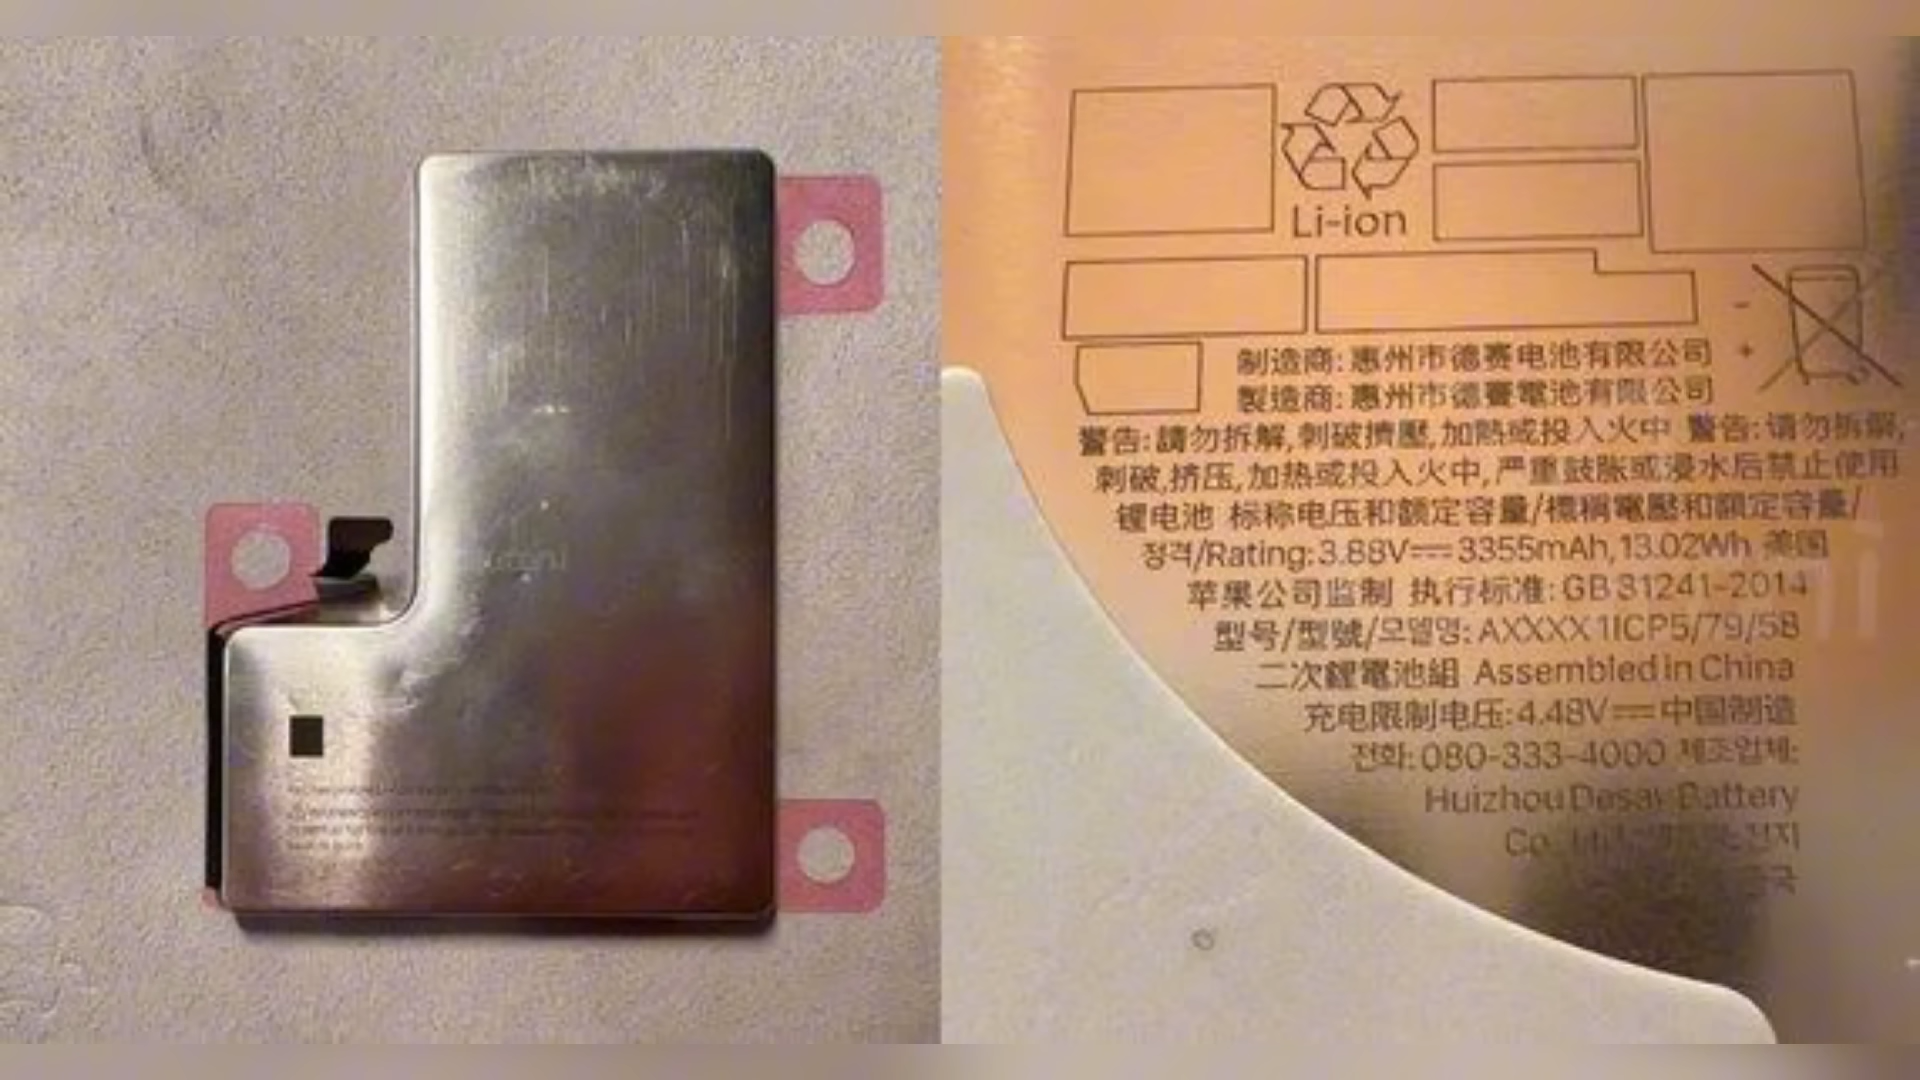 Li-ion
制造商:惠州市德赛电池有限公司
製造商:惠州市德賽電池有限公司
警告:請勿拆解,刺破擠壓,加熱或投入火中 警告:请勿拆解,
刺破,挤压,加热或投入火中,严重鼓胀或浸水后禁止使用
锂电池 标称电压和额定容量/標稱電壓和額定容量/
정격/Rating: 3.88V⎓3355mAh, 13.02Wh 美国
苹果公司监制 执行标准: GB 31241-2014
型号/型號/모델명: AXXXX 1ICP5/79/58
二次鋰電池組 Assembled in China
充电限制电压:4.48V⎓中国制造
전화: 080-333-4000 제조업체:
Huizhou Desay Battery
Co.